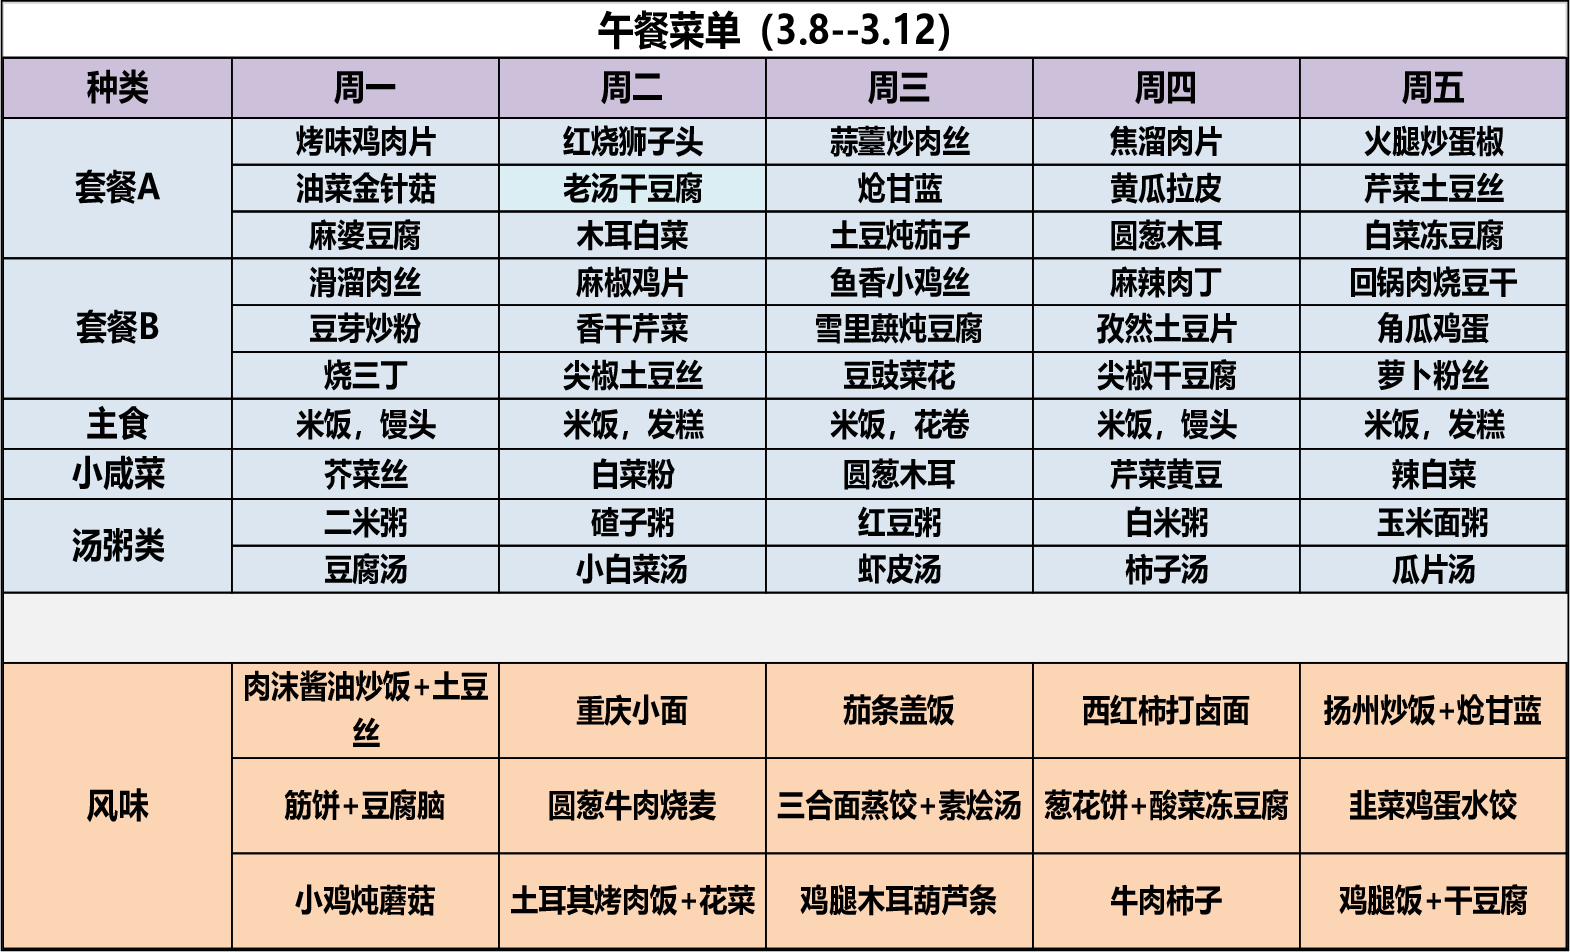 午餐菜单（3.8--3.12）
种类 周一 周二 周三 周四 周五
套餐A
烤味鸡肉片 红烧狮子头 蒜薹炒肉丝 焦溜肉片 火腿炒蛋椒
油菜金针菇 老汤干豆腐 炝甘蓝 黄瓜拉皮 芹菜土豆丝
麻婆豆腐 木耳白菜 土豆炖茄子 圆葱木耳 白菜冻豆腐
套餐B
滑溜肉丝 麻椒鸡片 鱼香小鸡丝 麻辣肉丁 回锅肉烧豆干
豆芽炒粉 香干芹菜 雪里蕻炖豆腐 孜然土豆片 角瓜鸡蛋
烧三丁 尖椒土豆丝 豆豉菜花 尖椒干豆腐 萝卜粉丝
主食 米饭，馒头 米饭，发糕 米饭，花卷 米饭，馒头 米饭，发糕
小咸菜 芥菜丝 白菜粉 圆葱木耳 芹菜黄豆 辣白菜
汤粥类
二米粥 碴子粥 红豆粥 白米粥 玉米面粥
豆腐汤 小白菜汤 虾皮汤 柿子汤 瓜片汤
风味
肉沫酱油炒饭+土豆
丝
重庆小面 茄条盖饭 西红柿打卤面 扬州炒饭+炝甘蓝
筋饼+豆腐脑 圆葱牛肉烧麦 三合面蒸饺+素烩汤 葱花饼+酸菜冻豆腐 韭菜鸡蛋水饺
小鸡炖蘑菇 土耳其烤肉饭+花菜 鸡腿木耳葫芦条 牛肉柿子 鸡腿饭+干豆腐